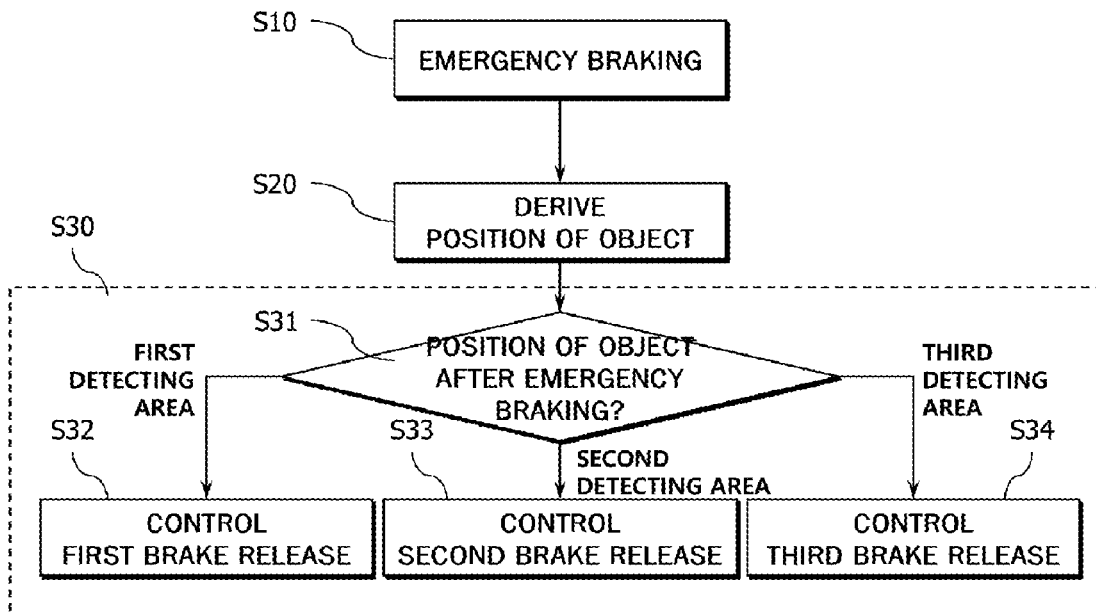 S10
EMERGENCY BRAKING
S20
DERIVE
POSITION OF OBJECT
S30
S31
POSITION OF OBJECT
AFTER EMERGENCY
BRAKING?
FIRST
DETECTING
AREA
THIRD
DETECTING
AREA
SECOND
DETECTING AREA
S32
CONTROL
FIRST BRAKE RELEASE
S33
CONTROL
SECOND BRAKE RELEASE
S34
CONTROL
THIRD BRAKE RELEASE